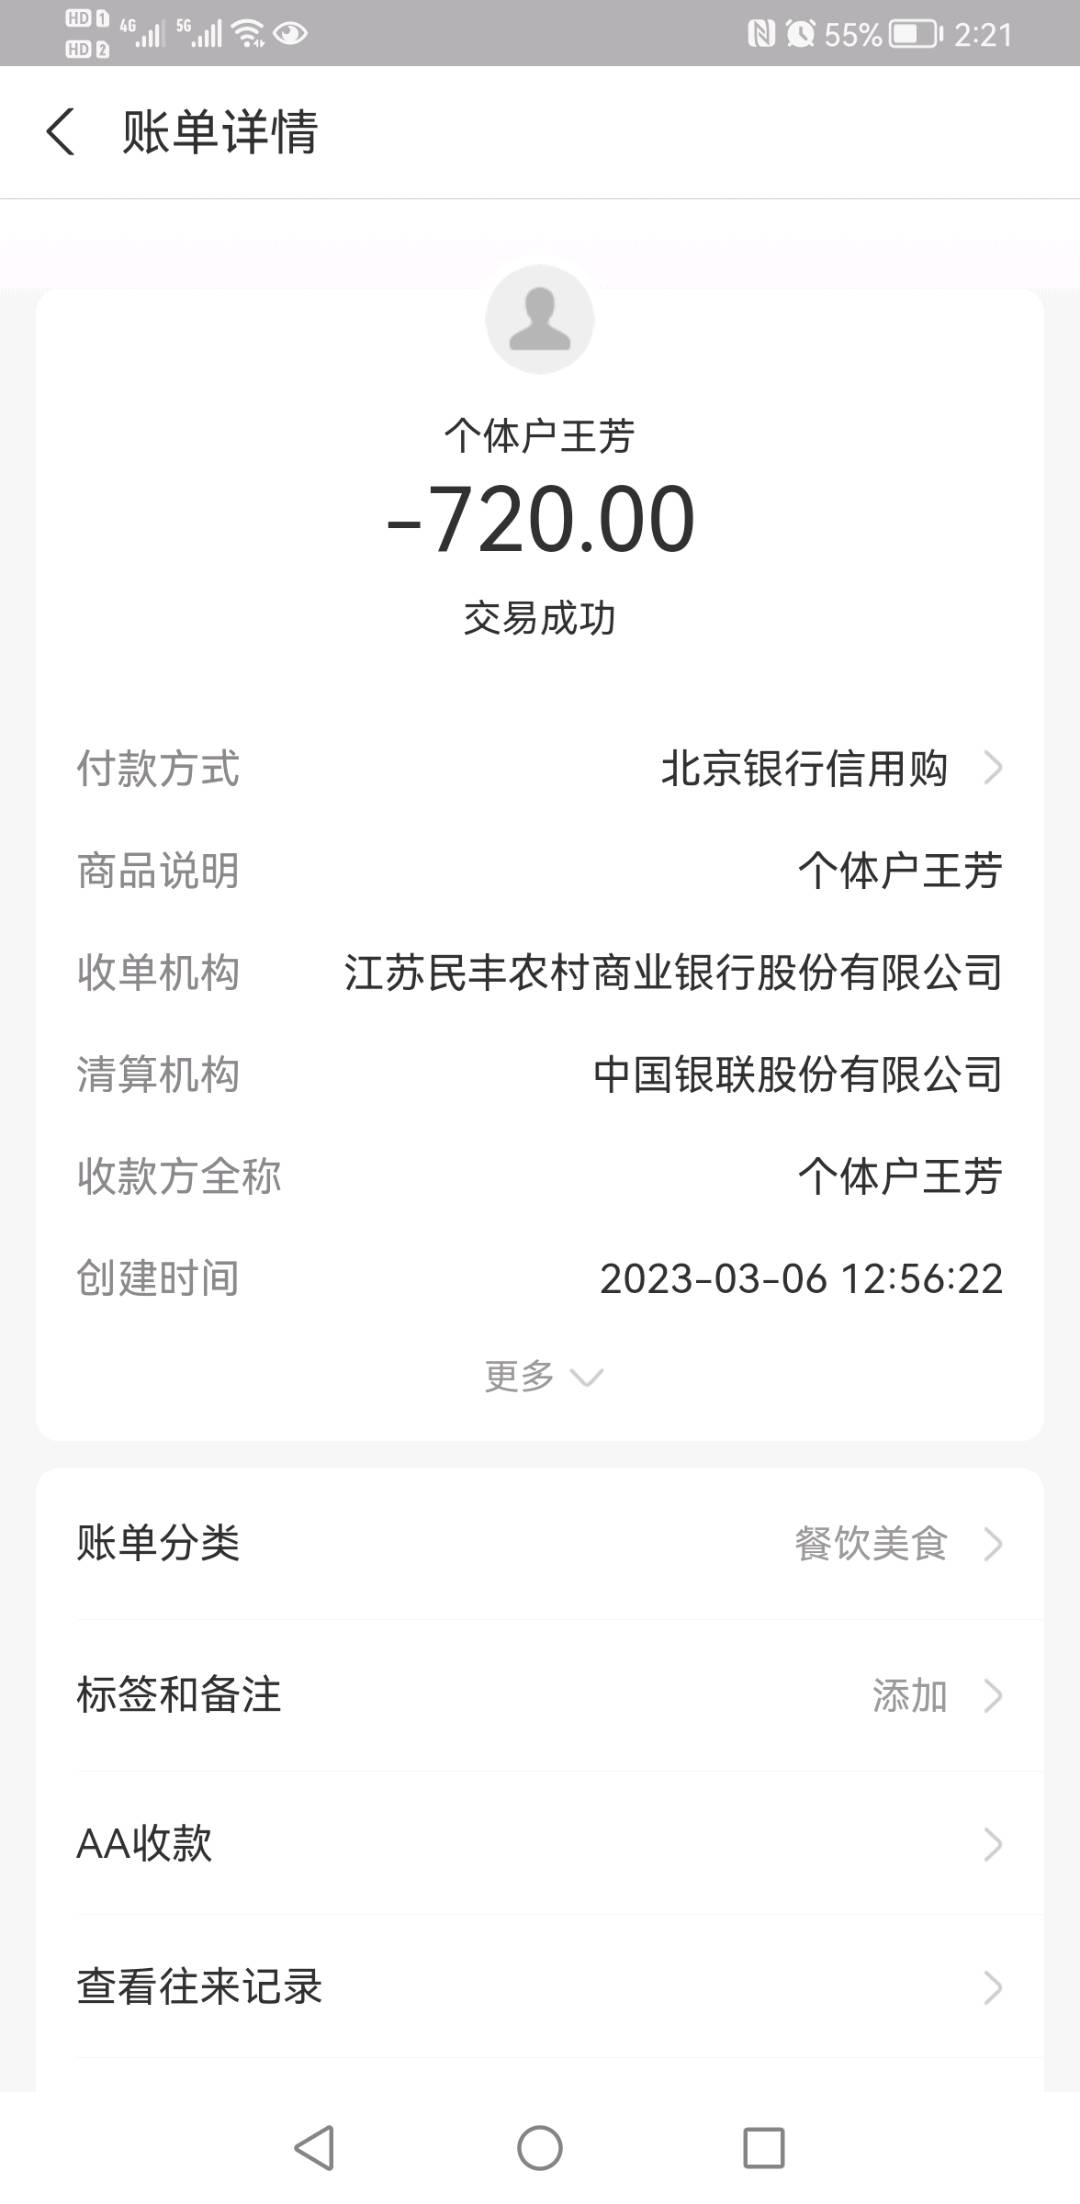 HD 1 4G 5G 55% 2:21
HD 2
账单详情
个体户王芳
-720.00
交易成功
付款方式 北京银行信用购
商品说明 个体户王芳
收单机构 江苏民丰农村商业银行股份有限公司
清算机构 中国银联股份有限公司
收款方全称 个体户王芳
创建时间 2023-03-06 12:56:22
更多
账单分类 餐饮美食
标签和备注 添加
AA收款
查看往来记录